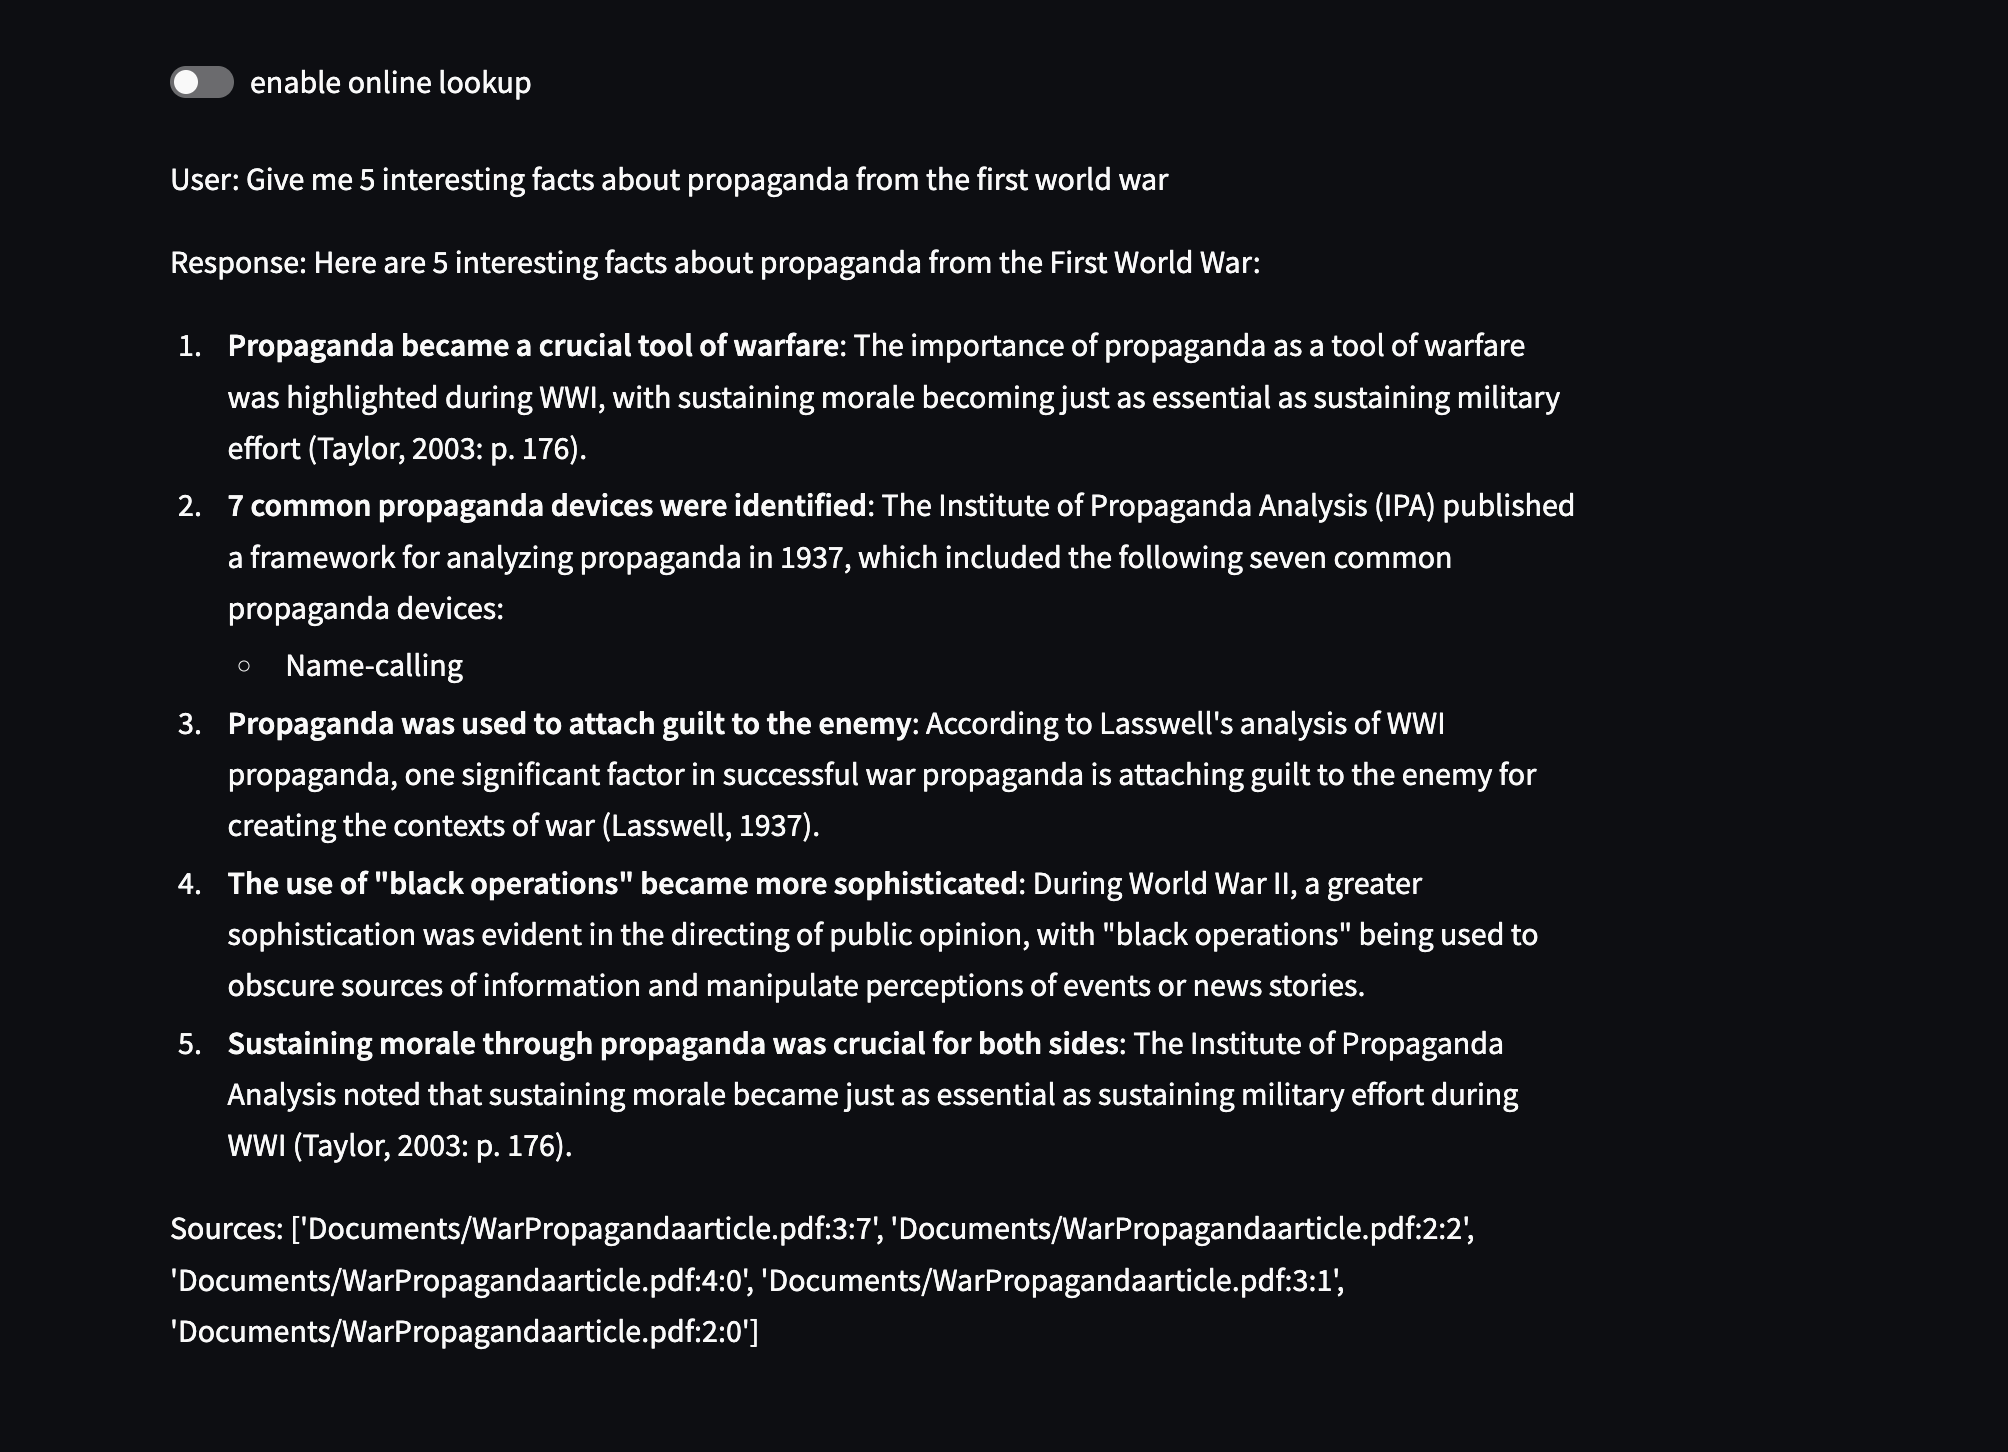 enable online lookup
User: Give me 5 interesting facts about propaganda from the first world war
Response: Here are 5 interesting facts about propaganda from the First World War:
1. Propaganda became a crucial tool of warfare: The importance of propaganda as a tool of warfare
was highlighted during WWI, with sustaining morale becoming just as essential as sustaining military
effort (Taylor, 2003: p. 176).
2. 7 common propaganda devices were identified: The Institute of Propaganda Analysis (IPA) published
a framework for analyzing propaganda in 1937, which included the following seven common
propaganda devices:
○ Name-calling
3. Propaganda was used to attach guilt to the enemy: According to Lasswell's analysis of WWI
propaganda, one significant factor in successful war propaganda is attaching guilt to the enemy for
creating the contexts of war (Lasswell, 1937).
4. The use of "black operations" became more sophisticated: During World War II, a greater
sophistication was evident in the directing of public opinion, with "black operations" being used to
obscure sources of information and manipulate perceptions of events or news stories.
5. Sustaining morale through propaganda was crucial for both sides: The Institute of Propaganda
Analysis noted that sustaining morale became just as essential as sustaining military effort during
WWI (Taylor, 2003: p. 176).
Sources: ['Documents/WarPropagandaarticle.pdf:3:7', 'Documents/WarPropagandaarticle.pdf:2:2',
'Documents/WarPropagandaarticle.pdf:4:0', 'Documents/WarPropagandaarticle.pdf:3:1',
'Documents/WarPropagandaarticle.pdf:2:0']